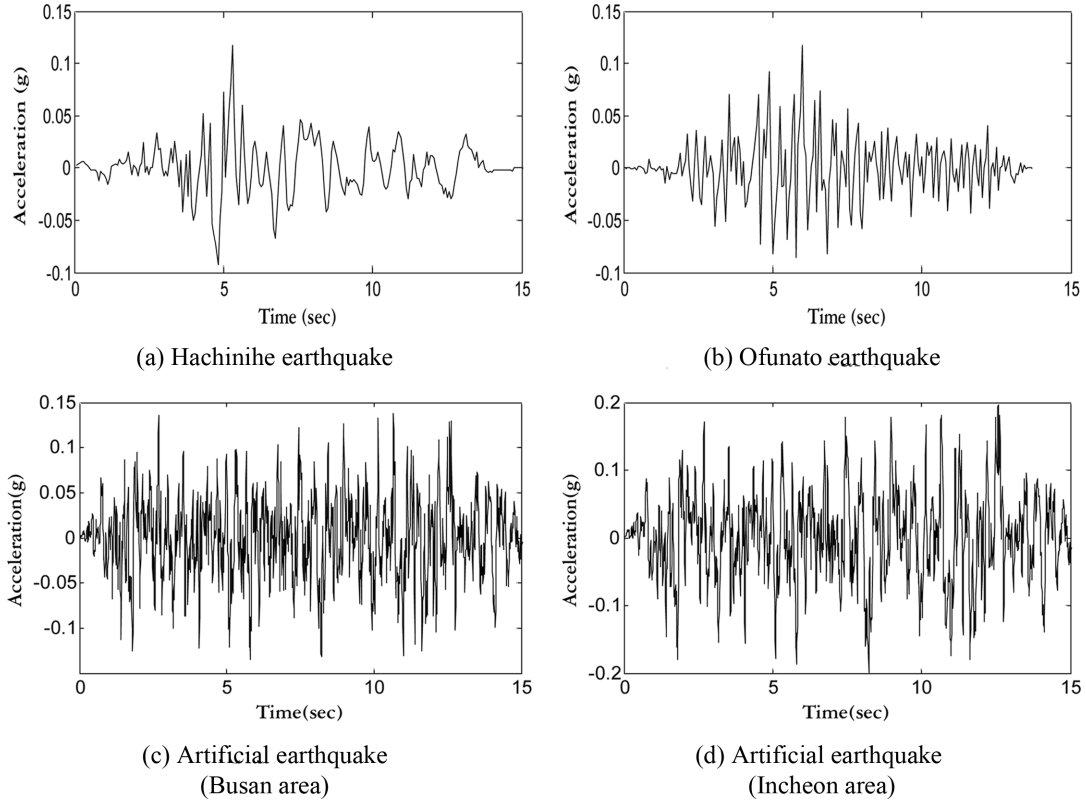 0.15
0.1
0.05
0
-0.05
-0.1
Acceleration (g)
0 5 10 15
Time (sec)
(a) Hachinihe earthquake
0.15
0.1
0.05
0
-0.05
-0.1
Acceleration (g)
0 5 10 15
Time (sec)
(b) Ofunato earthquake
0.15
0.1
0.05
0
-0.05
-0.1
Acceleration(g)
0 5 10 15
Time(sec)
(c) Artificial earthquake
(Busan area)
0.2
0.1
0
-0.1
-0.2
Acceleration(g)
0 5 10 15
Time(sec)
(d) Artificial earthquake
(Incheon area)